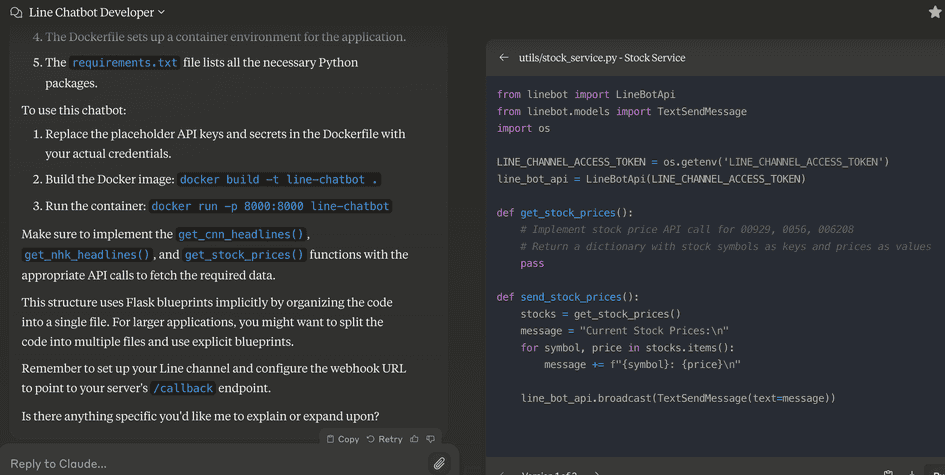 Line Chatbot Developer
4. The Dockerfile sets up a container environment for the application.
5. The requirements.txt file lists all the necessary Python
packages.
To use this chatbot:
1. Replace the placeholder API keys and secrets in the Dockerfile with
your actual credentials.
2. Build the Docker image: docker build -t line-chatbot .
3. Run the container: docker run -p 8000:8000 line-chatbot
Make sure to implement the get_cnn_headlines(),
get_nhk_headlines(), and get_stock_prices() functions with the
appropriate API calls to fetch the required data.
This structure uses Flask blueprints implicitly by organizing the code
into a single file. For larger applications, you might want to split the
code into multiple files and use explicit blueprints.
Remember to set up your Line channel and configure the webhook URL
to point to your server's /callback endpoint.
Is there anything specific you'd like me to explain or expand upon?
Copy Retry
Reply to Claude...
utils/stock_service.py - Stock Service
from linebot import LineBotApi
from linebot.models import TextSendMessage
import os
LINE_CHANNEL_ACCESS_TOKEN = os.getenv('LINE_CHANNEL_ACCESS_TOKEN')
line_bot_api = LineBotApi(LINE_CHANNEL_ACCESS_TOKEN)
def get_stock_prices():
# Implement stock price API call for 00929, 0056, 006208
# Return a dictionary with stock symbols as keys and prices as values
pass
def send_stock_prices():
stocks = get_stock_prices()
message = "Current Stock Prices:\n"
for symbol, price in stocks.items():
message += f"{symbol}: {price}\n"
line_bot_api.broadcast(TextSendMessage(text=message))